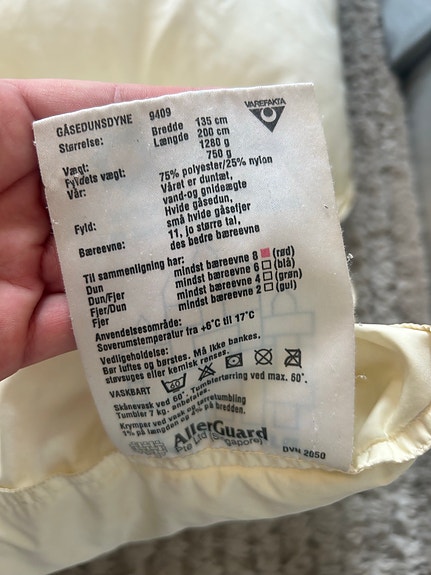 GÅSEDUNSDYNE 9409
VAREFAKTA
Størrelse: Bredde 135 cm
Længde 200 cm
Vægt: 1280 g
Fyldets vægt: 750 g
Vår: 75% polyester/25% nylon
Våret er duntæt,
vand-og gnideægte
Fyld: Hvide gåsedun,
små hvide gåsefjer
Bæreevne: 11, jo større tal,
des bedre bæreevne
Til sammenligning har:
Dun mindst bæreevne 8 (rød)
Dun/Fjer mindst bæreevne 6 (blå)
Fjer/Dun mindst bæreevne 4 (grøn)
Fjer mindst bæreevne 2 (gul)
Anvendelsesområde:
Soverumstemperatur fra +6°C til 17°C
Vedligeholdelse:
Bør luftes og børstes. Må ikke bankes,
støvsuges eller kemisk renses.
VASKBART 60
Skånevask ved 60°. Tumblertørring ved max. 60°.
Tumbler 7 kg. anbefales.
Krymper ved vask og tørretumbling
1% på længden og 4% på bredden.
AllerGuard
Pte Ltd (Singapore)
DVN 2050